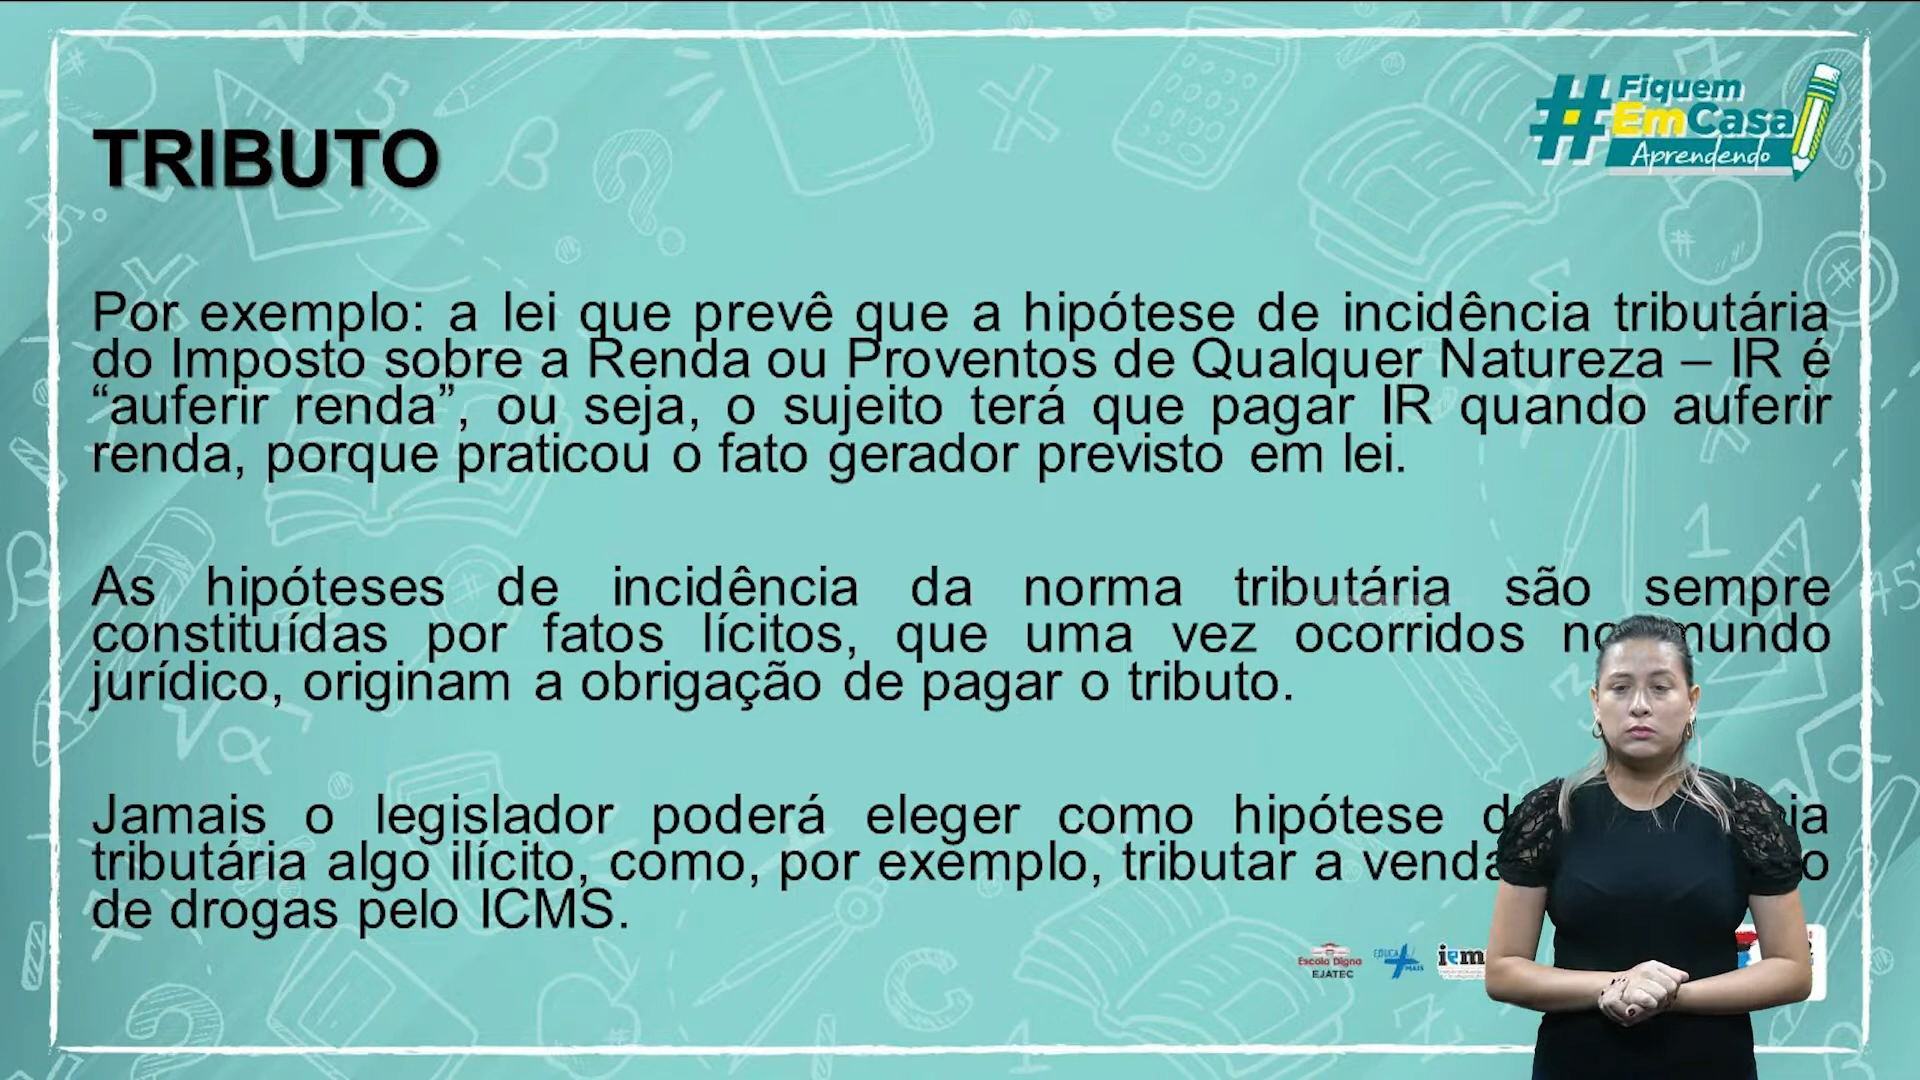 #Fiquem
EmCasa
Aprendendo
TRIBUTO
Por exemplo: a lei que prevê que a hipótese de incidência tributária
do Imposto sobre a Renda ou Proventos de Qualquer Natureza – IR é
“auferir renda”, ou seja, o sujeito terá que pagar IR quando auferir
renda, porque praticou o fato gerador previsto em lei.
As hipóteses de incidência da norma tributária são sempre
constituídas por fatos lícitos, que uma vez ocorridos no mundo
jurídico, originam a obrigação de pagar o tributo.
Jamais o legislador poderá eleger como hipótese
tributária algo ilícito, como, por exemplo, tributar a venda
de drogas pelo ICMS.
Escola Digna
EJATEC
EDUCA
MAIS
iem